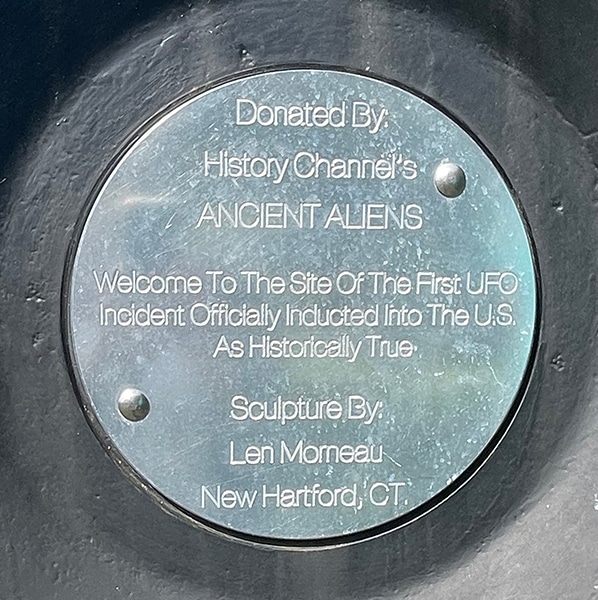 Donated By:
History Channel's
ANCIENT ALIENS
Welcome To The Site Of The First UFO
Incident Officially Inducted Into The U.S.
As Historically True.
Sculpture By:
Len Morneau
New Hartford, CT.